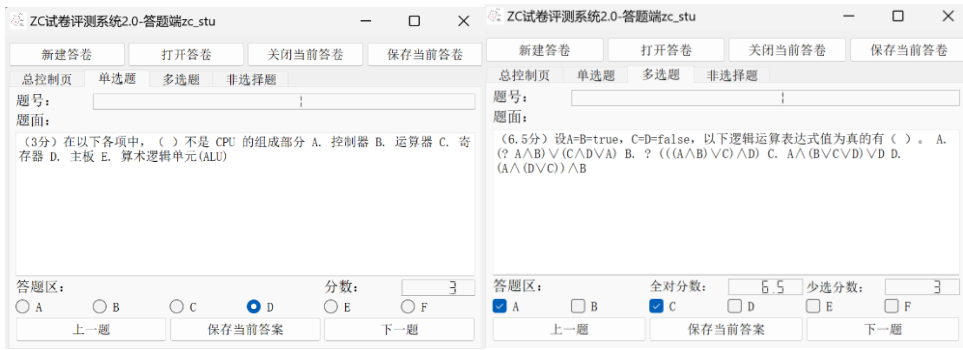 ZC试卷评测系统2.0-答题端zc_stu
新建答卷 打开答卷 关闭当前答卷 保存当前答卷
总控制页 单选题 多选题 非选择题
题号:
题面:
(3分) 在以下各项中, ( ) 不是 CPU 的组成部分 A. 控制器 B. 运算器 C. 寄
存器 D. 主板 E. 算术逻辑单元(ALU)
答题区: 分数: 3
A B C D E F
上一题 保存当前答案 下一题
ZC试卷评测系统2.0-答题端zc_stu
新建答卷 打开答卷 关闭当前答卷 保存当前答卷
总控制页 单选题 多选题 非选择题
题号:
题面:
(6.5分) 设A=B=true, C=D=false, 以下逻辑运算表达式值为真的有 ( ) 。 A.
(? A∧B)∨(C∧D∨A) B. ? (((A∧B)∨C)∧D) C. A∧(B∨C∨D)∨D D.
(A∧(D∨C))∧B
答题区: 全对分数: 6.5 少选分数: 3
A B C D E F
上一题 保存当前答案 下一题